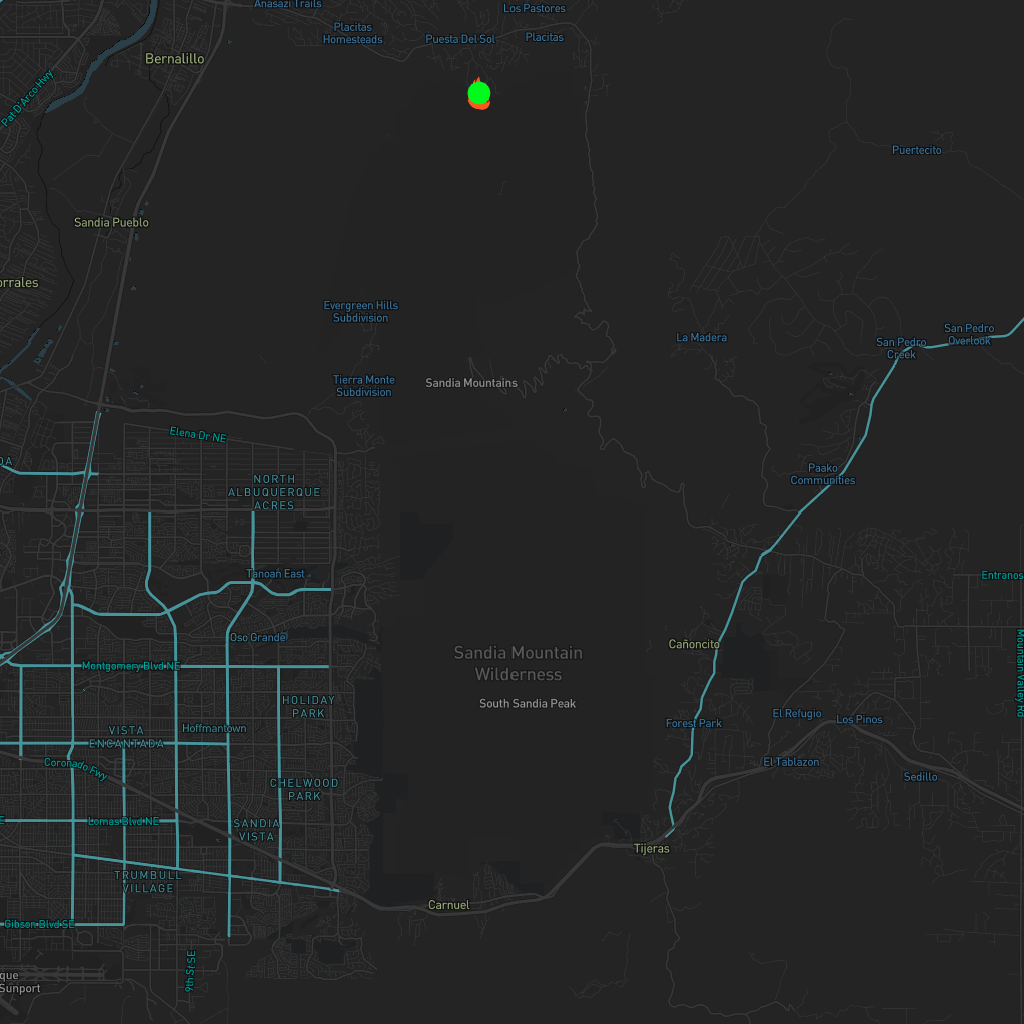 Anasazi Trails
Los Pastores
Placitas
Homesteads
Puesta Del Sol
Placitas
Bernalillo
Pat D'Arco Hwy
Puertecito
Sandia Pueblo
orrales
Evergreen Hills
Subdivision
San Pedro
Overlook
La Madera
San Pedro
Creek
Tierra Monte
Subdivision
Sandia Mountains
Elena Dr NE
DA
NORTH
ALBUQUERQUE
ACRES
Paako
Communities
Tanoan East
Entranos
Oso Grande
Cañoncito
Sandia Mountain
Wilderness
Montgomery Blvd NE
Mountain Valley Rd
South Sandia Peak
HOLIDAY
PARK
El Refugio
Los Pinos
Forest Park
Hoffmantown
VISTA
ENCANTADA
Coronado Fwy
El Tablazon
Sedillo
CHELWOOD
PARK
E
Lomas Blvd NE
SANDIA
VISTA
Tijeras
TRUMBULL
VILLAGE
Carnuel
Gibson Blvd SE
9th St SE
que
Sunport